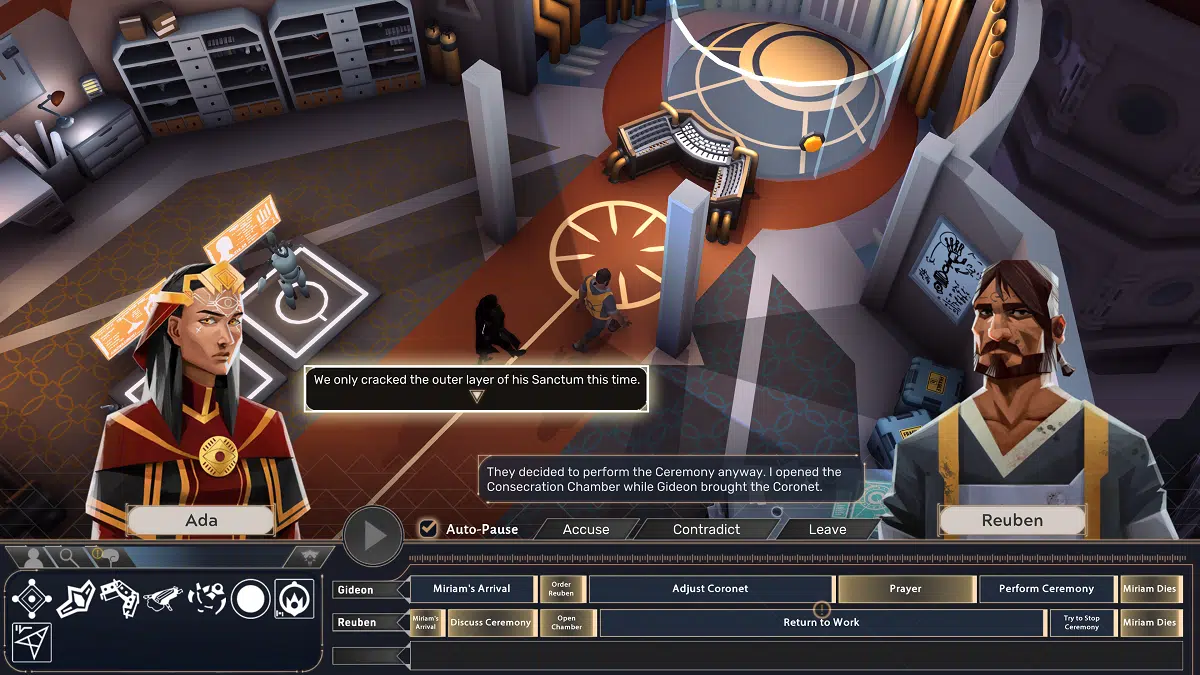 We only cracked the outer layer of his Sanctum this time.
They decided to perform the Ceremony anyway. I opened the
Consecration Chamber while Gideon brought the Coronet.
Ada
Reuben
Auto-Pause
Accuse
Contradict
Leave
Gideon
Miriam's Arrival
Order
Reuben
Adjust Coronet
Prayer
Perform Ceremony
Miriam Dies
Reuben
Miriam's
Arrival
Discuss Ceremony
Open
Chamber
Return to Work
Try to Stop
Ceremony
Miriam Dies